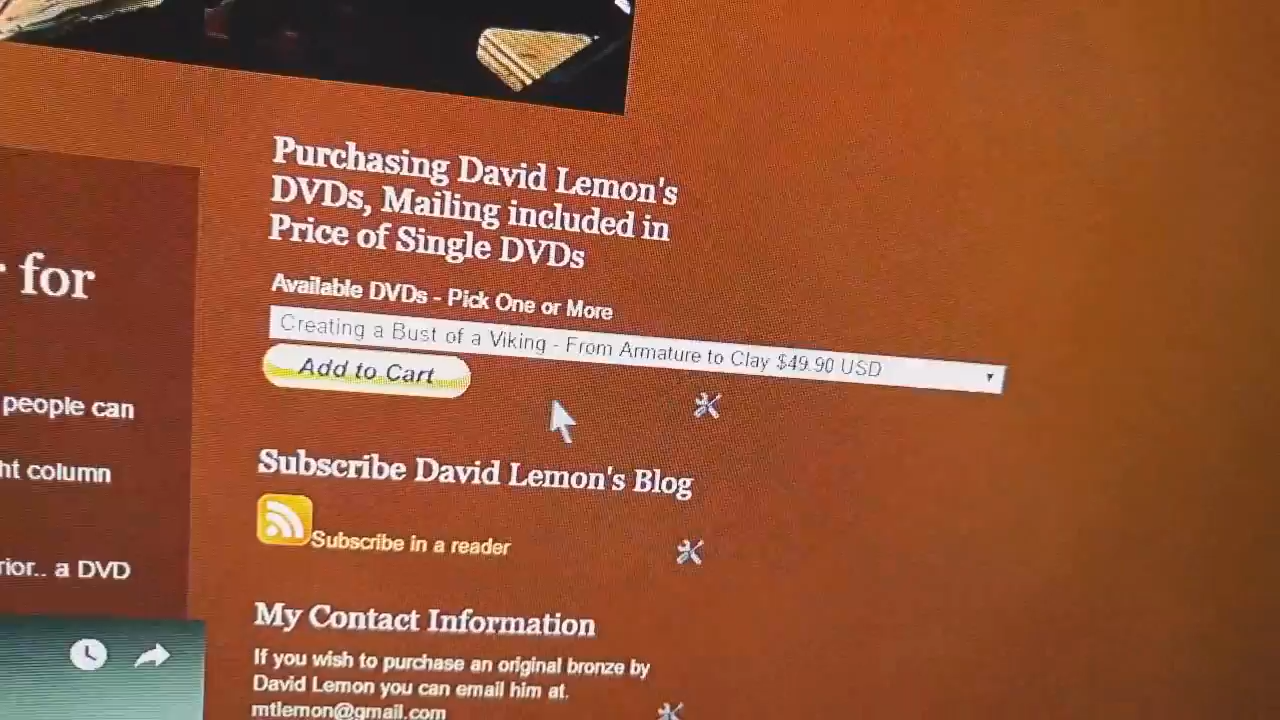 for
people can
ht column
rior.. a DVD
Purchasing David Lemon's
DVDs, Mailing included in
Price of Single DVDs
Available DVDs - Pick One or More
Creating a Bust of a Viking - From Armature to Clay $49.90 USD
Add to Cart
Subscribe David Lemon's Blog
Subscribe in a reader
My Contact Information
If you wish to purchase an original bronze by
David Lemon you can email him at.
mtlemon@gmail.com